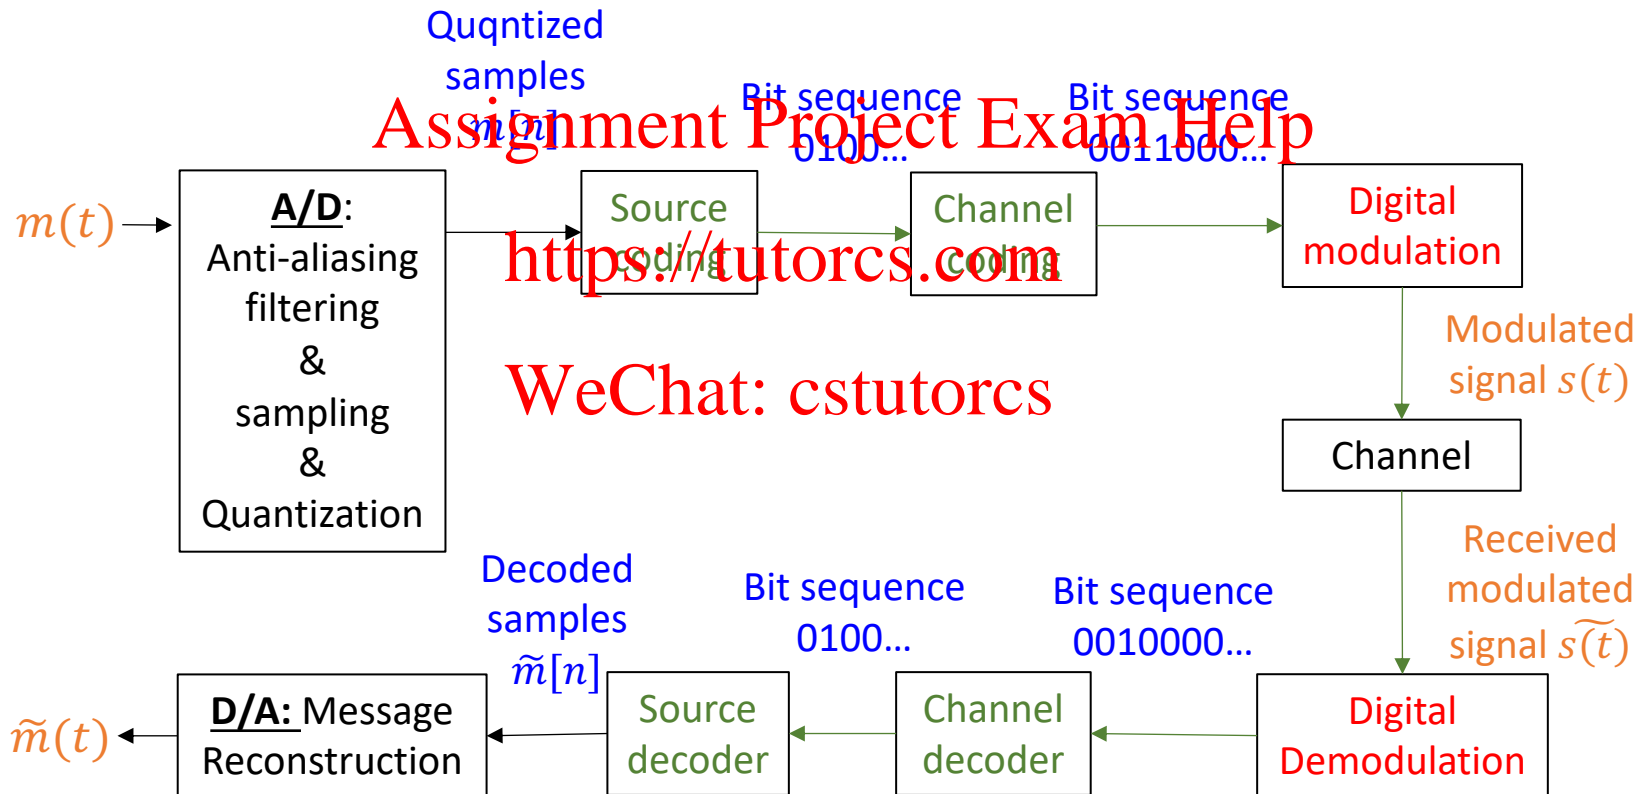 Quqntized
samples
m[n]
Bit sequence
0100...
Bit sequence
0011000...
Assignment Project Exam Help
m(t)
A/D:
Anti-aliasing
filtering
&
sampling
&
Quantization
Source
coding
Channel
coding
Digital
modulation
https://tutorcs.com
WeChat: cstutorcs
Modulated
signal s(t)
Channel
Received
modulated
signal s͠(t)
Digital
Demodulation
Bit sequence
0010000...
Channel
decoder
Bit sequence
0100...
Source
decoder
Decoded
samples
m̃[n]
D/A: Message
Reconstruction
m̃(t)